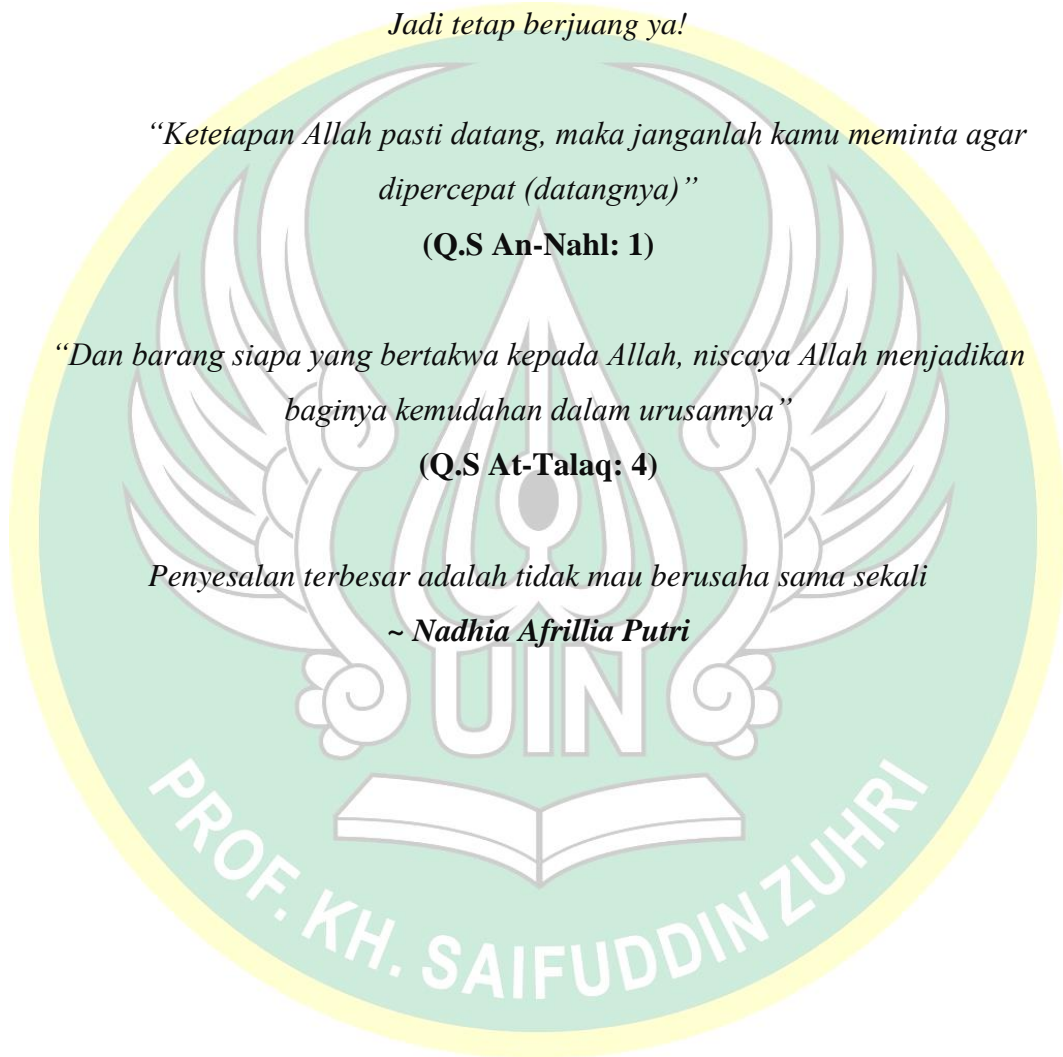 Jadi tetap berjuang ya!
“Ketetapan Allah pasti datang, maka janganlah kamu meminta agar
dipercepat (datangnya)”
(Q.S An-Nahl: 1)
“Dan barang siapa yang bertakwa kepada Allah, niscaya Allah menjadikan
baginya kemudahan dalam urusannya”
(Q.S At-Talaq: 4)
Penyesalan terbesar adalah tidak mau berusaha sama sekali
~ Nadhia Afrillia Putri
UIN
PROF. KH. SAIFUDDIN ZUHRI